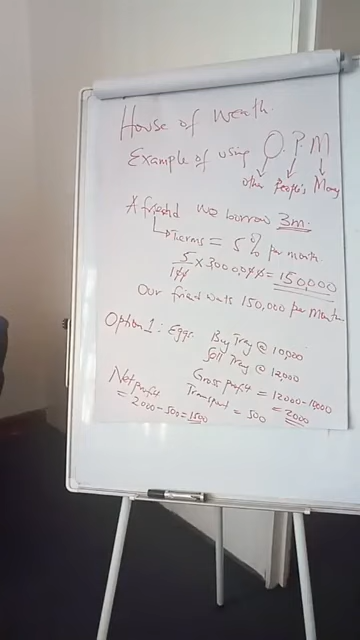 House of wealth.
Example of using O.P.M
other People's Money
A friend we borrow 3m.
Terms = 5% per month.
5/100 x 3000,000 = 150,000
Our friend wants 150,000 per Month
Option 1: Eggs. Buy Tray @ 10,000
Sell Tray @ 12,000
Gross profit = 12000-10000
= 2000
Transport = 500
Net profit
= 2000-500=1500